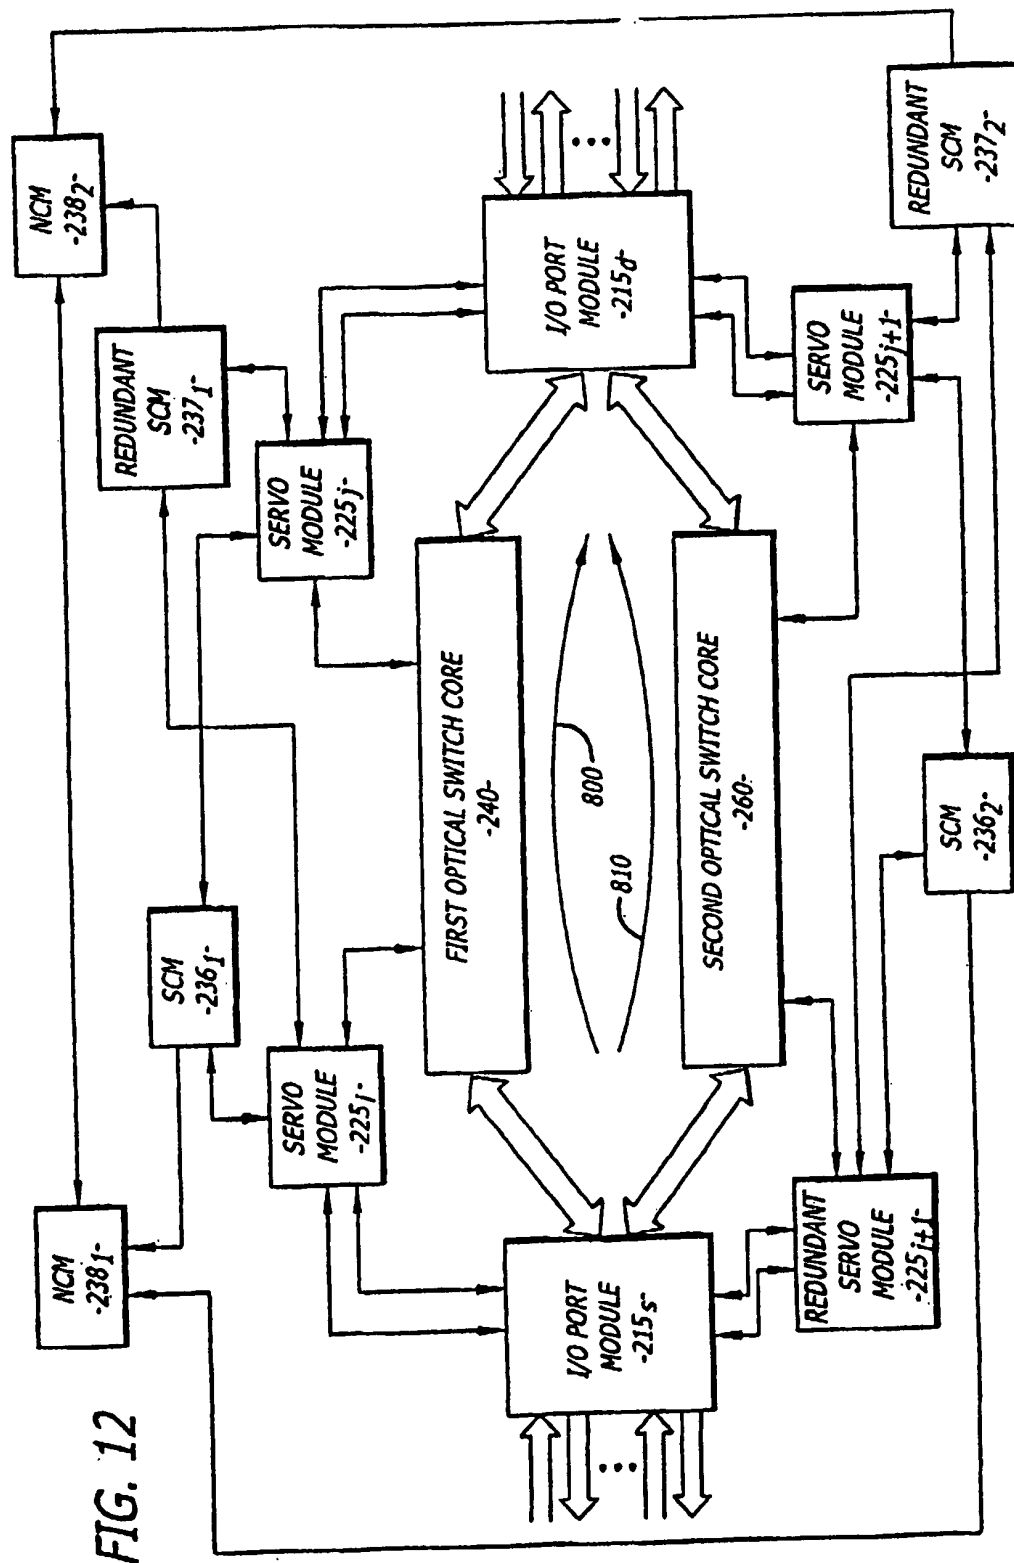 FIG. 12
NCM
-238₁-
NCM
-238₂-
SCM
-236₁-
REDUNDANT
SCM
-237₁-
SERVO
MODULE
-225i-
SERVO
MODULE
-225j-
FIRST OPTICAL SWITCH CORE
-240-
I/O PORT
MODULE
-215s-
I/O PORT
MODULE
-215d-
800
810
SECOND OPTICAL SWITCH CORE
-260-
REDUNDANT
SERVO
MODULE
-225i+1-
SERVO
MODULE
-225j+1-
SCM
-236₂-
REDUNDANT
SCM
-237₂-